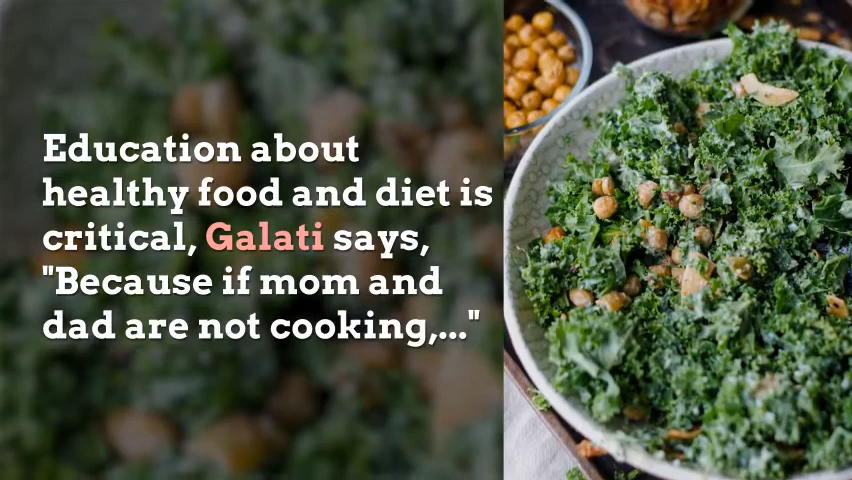 Education about
healthy food and diet is
critical, Galati says,
"Because if mom and
dad are not cooking,..."